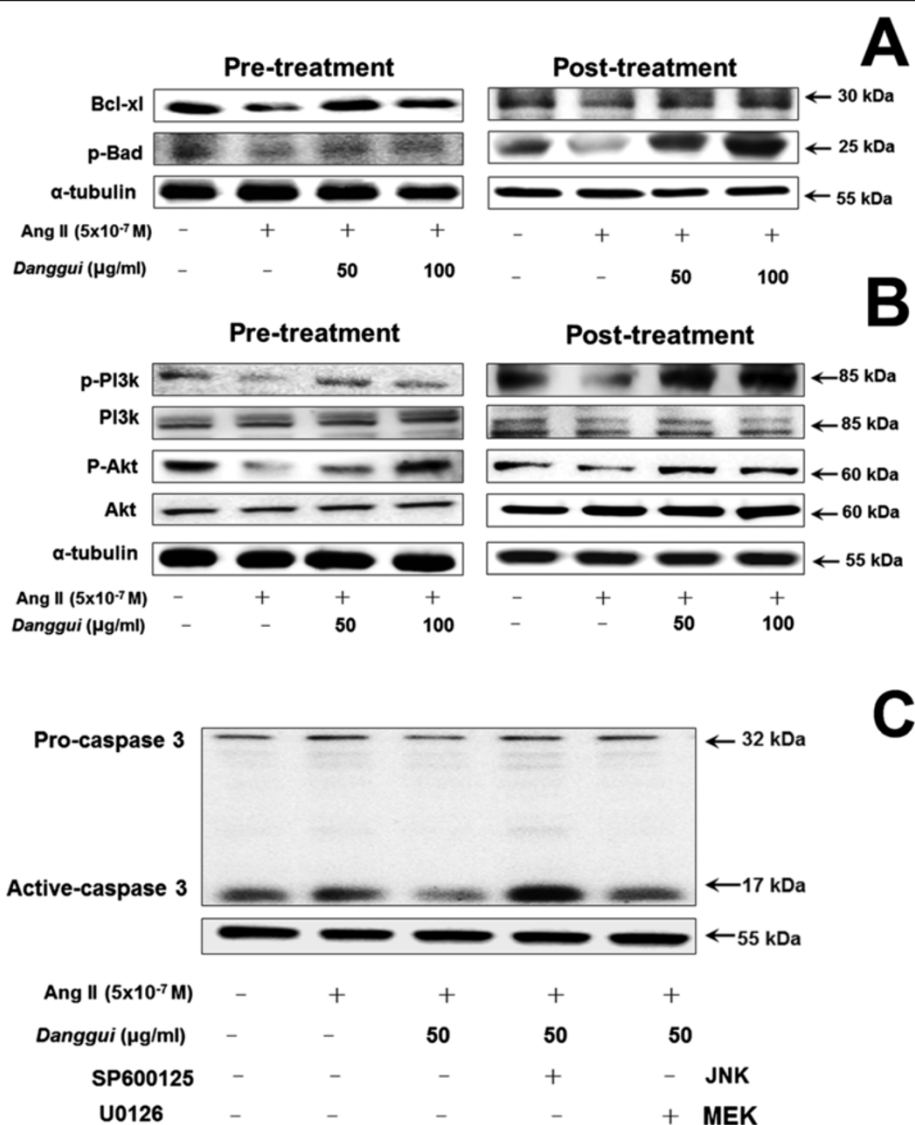 A
Pre-treatment Post-treatment
Bcl-xl ← 30 kDa
p-Bad ← 25 kDa
α-tubulin ← 55 kDa
Ang II (5x10⁻⁷ M) − + + + − + + +
Danggui (µg/ml) − − 50 100 − − 50 100
B
Pre-treatment Post-treatment
p-PI3k ← 85 kDa
PI3k ← 85 kDa
P-Akt ← 60 kDa
Akt ← 60 kDa
α-tubulin ← 55 kDa
Ang II (5x10⁻⁷ M) − + + + − + + +
Danggui (µg/ml) − − 50 100 − − 50 100
C
Pro-caspase 3 ← 32 kDa
Active-caspase 3 ← 17 kDa
← 55 kDa
Ang II (5x10⁻⁷ M) − + + + +
Danggui (µg/ml) − − 50 50 50
SP600125 − − − + − JNK
U0126 − − − − + MEK